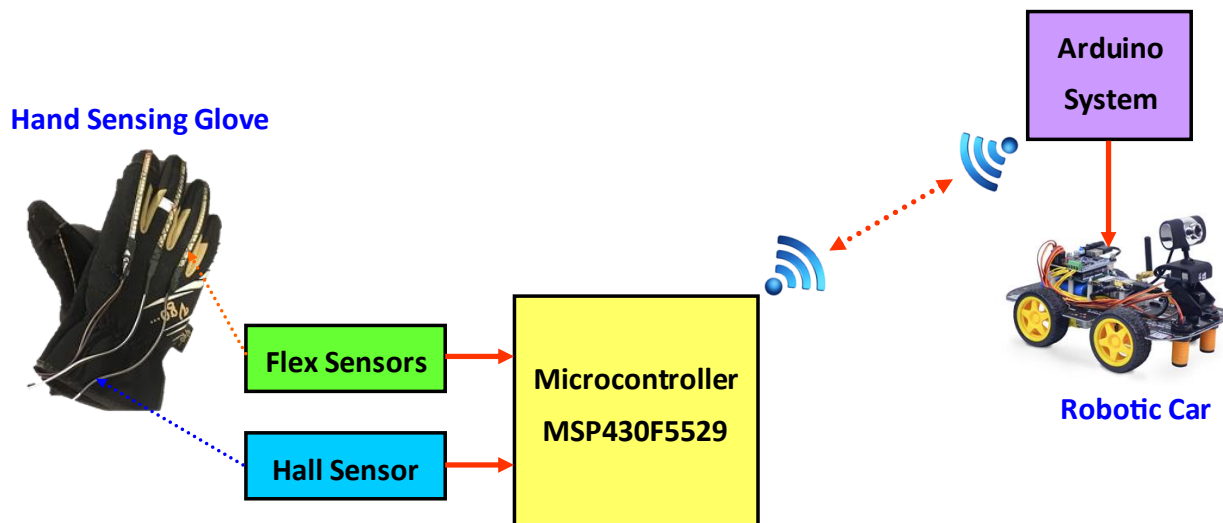 Arduino
System
Hand Sensing Glove
Flex Sensors
Microcontroller
MSP430F5529
Robotic Car
Hall Sensor